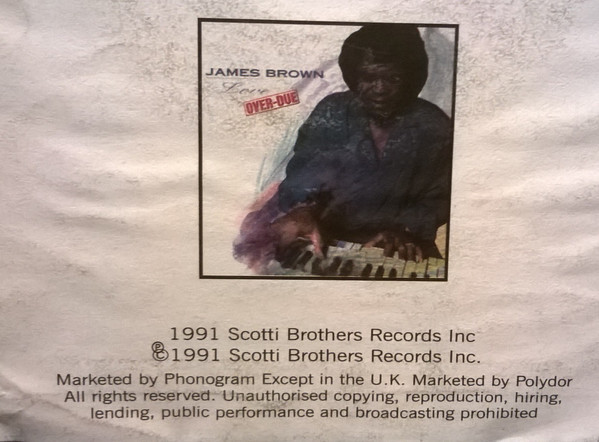 JAMES BROWN
Love
OVER-DUE
1991 Scotti Brothers Records Inc
℗©1991 Scotti Brothers Records Inc.
Marketed by Phonogram Except in the U.K. Marketed by Polydor
All rights reserved. Unauthorised copying, reproduction, hiring,
lending, public performance and broadcasting prohibited